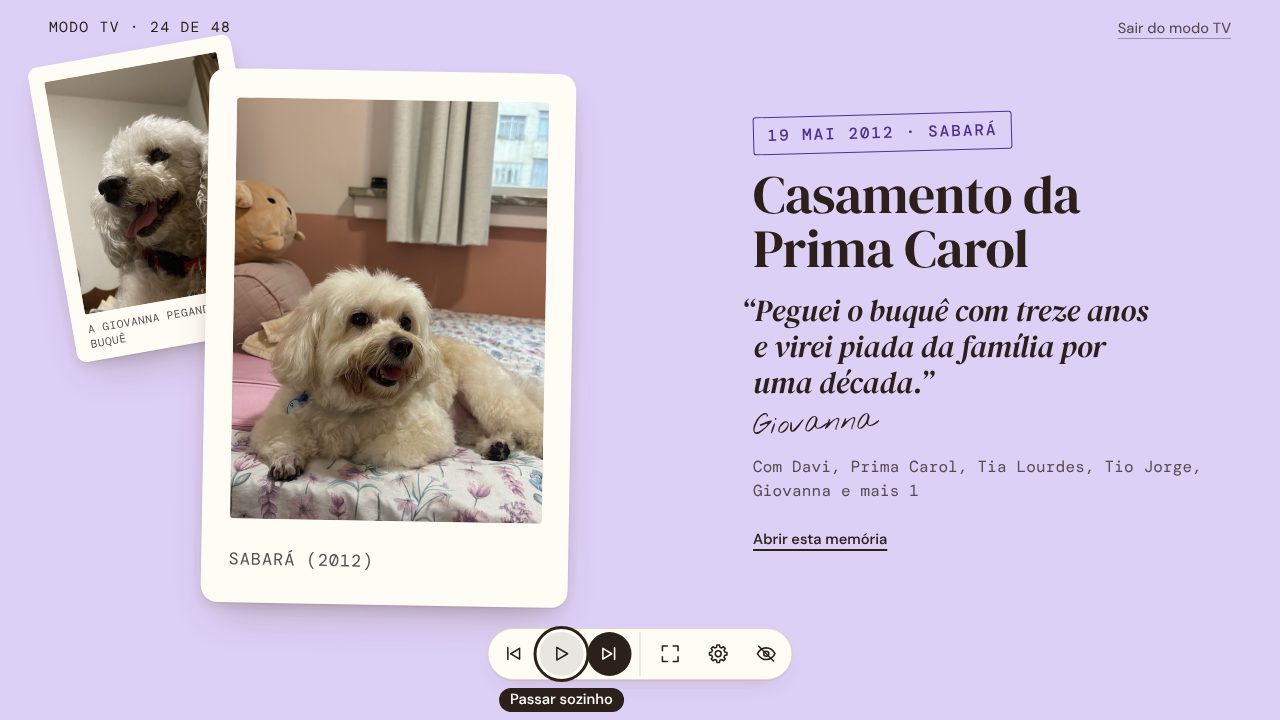 MODO TV · 24 DE 48
Sair do modo TV
A GIOVANNA PEGAN
BUQUÊ
SABARÁ (2012)
19 MAI 2012 · SABARÁ
Casamento da
Prima Carol
“Peguei o buquê com treze anos
e virei piada da família por
uma década.”
Giovanna
Com Davi, Prima Carol, Tia Lourdes, Tio Jorge,
Giovanna e mais 1
Abrir esta memória
Passar sozinho